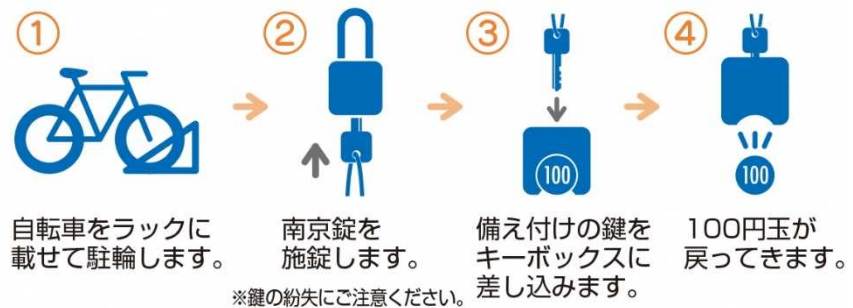 ①
自転車をラックに
載せて駐輪します。
②
南京錠を
施錠します。
※鍵の紛失にご注意ください。
③
100
備え付けの鍵を
キーボックスに
差し込みます。
④
100
100円玉が
戻ってきます。